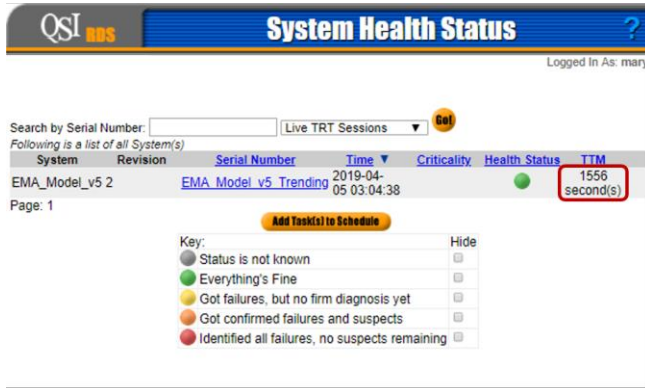 QSI RDS System Health Status ?
Logged In As: mary
Search by Serial Number: Live TRT Sessions Go!
Following is a list of all System(s)
System Revision Serial Number Time Criticality Health Status TTM
EMA_Model_v5 2 EMA_Model_v5_Trending 2019-04-05 03:04:38 1556 second(s)
Page: 1
Add Task(s) to Schedule
Key: Hide
Status is not known
Everything's Fine
Got failures, but no firm diagnosis yet
Got confirmed failures and suspects
Identified all failures, no suspects remaining